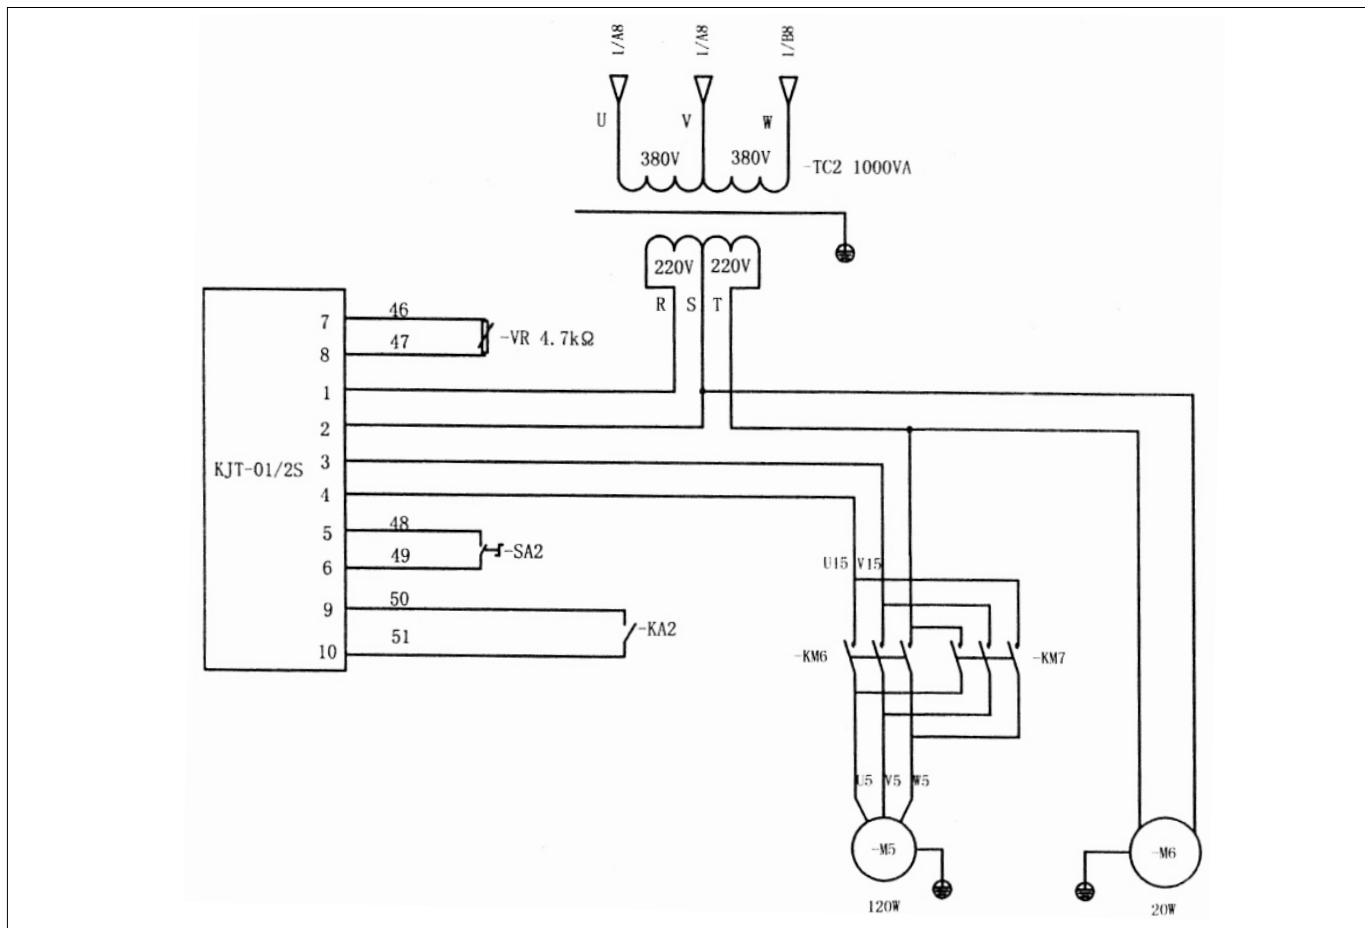 1/A8 1/A8 1/B8
U V W
380V 380V -TC2 1000VA
220V 220V
R S T
46
7
-VR 4.7kΩ
47
8
1
2
KJT-01/2S 3
4
48
5
49 -SA2
6
50
9
-KA2
51
10
U15 V15
-KM6 -KM7
U5 V5 W5
-M5 -M6
120W 20W